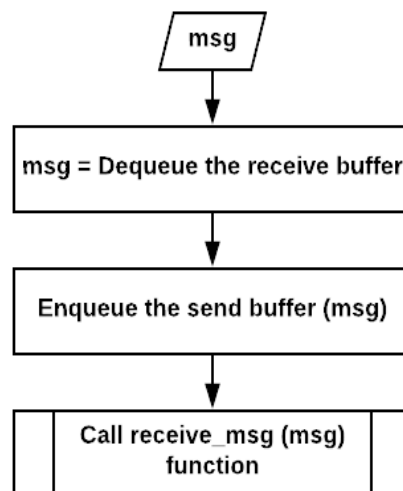 msg
msg = Dequeue the receive buffer
Enqueue the send buffer (msg)
Call receive_msg (msg)
function